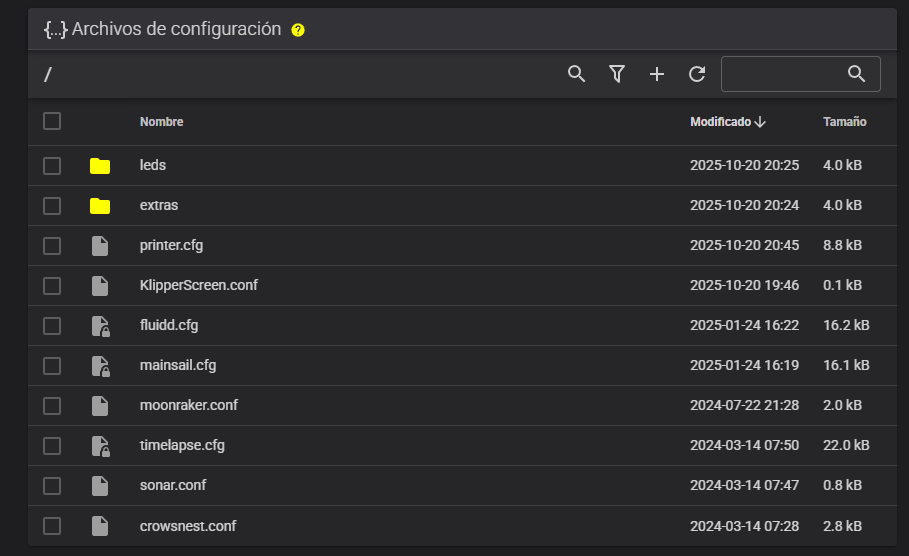 {...} Archivos de configuración ?
/
Nombre Modificado Tamaño
leds 2025-10-20 20:25 4.0 kB
extras 2025-10-20 20:24 4.0 kB
printer.cfg 2025-10-20 20:45 8.8 kB
KlipperScreen.conf 2025-10-20 19:46 0.1 kB
fluidd.cfg 2025-01-24 16:22 16.2 kB
mainsail.cfg 2025-01-24 16:19 16.1 kB
moonraker.conf 2024-07-22 21:28 2.0 kB
timelapse.cfg 2024-03-14 07:50 22.0 kB
sonar.conf 2024-03-14 07:47 0.8 kB
crowsnest.conf 2024-03-14 07:28 2.8 kB